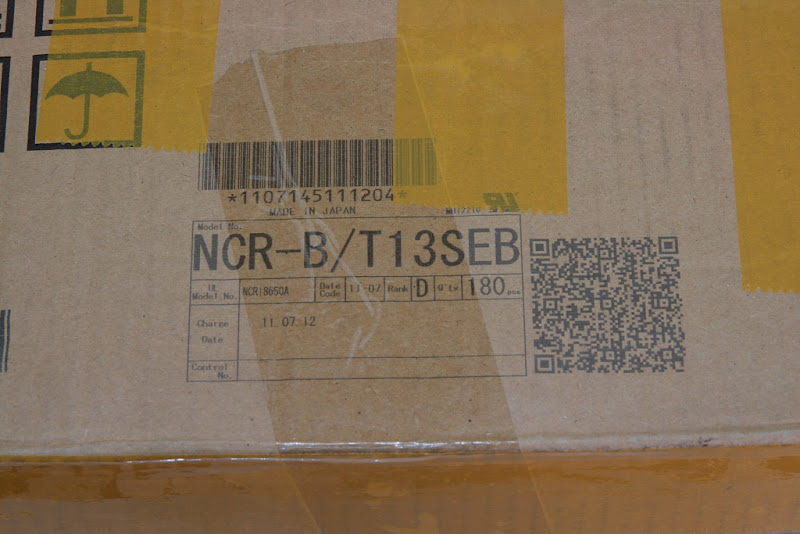 *1107145111204*
MADE IN JAPAN
Model No.
NCR-B/T13SEB
UL Model No. NCR18650A Date Code 11-07 Rank D Q'ty 180 pcs
Charge Date 11.07.12
Control No.